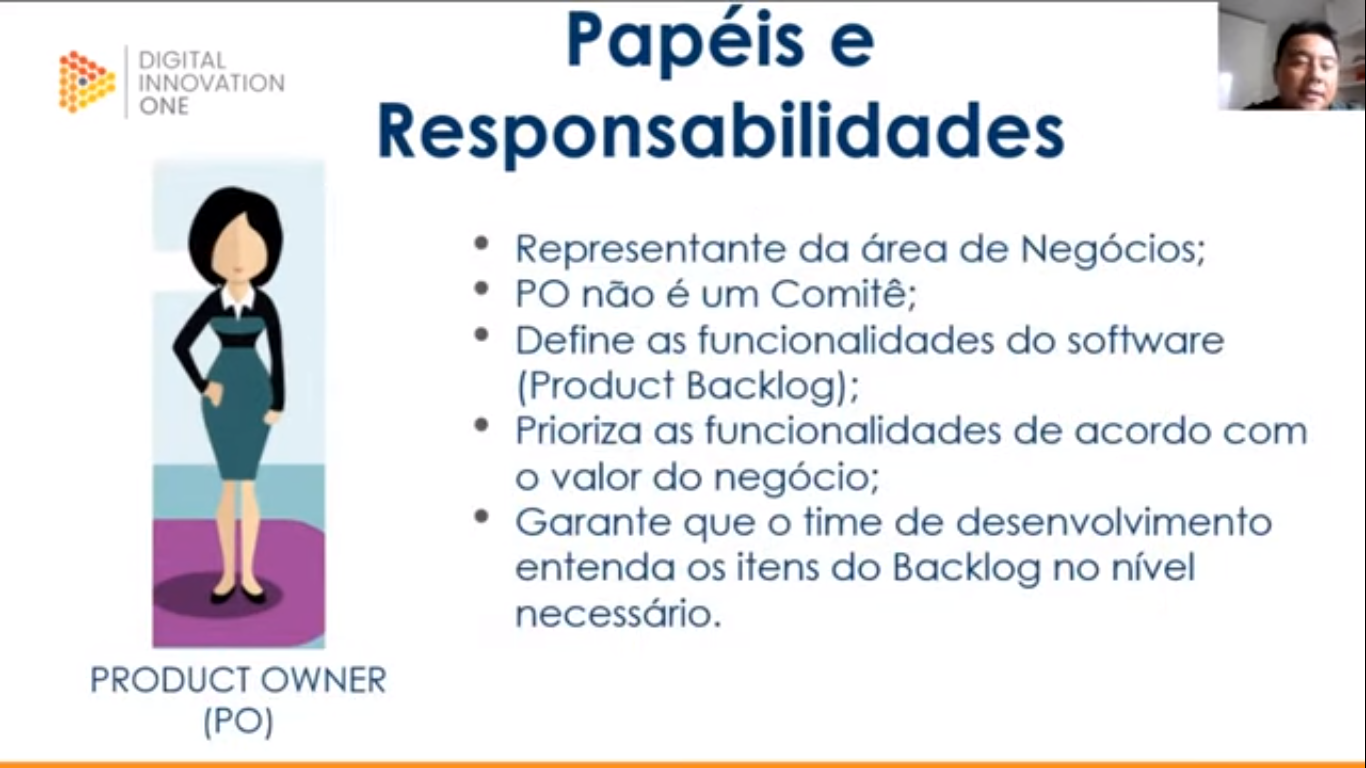 Papéis e
Responsabilidades
DIGITAL
INNOVATION
ONE
• Representante da área de Negócios;
• PO não é um Comitê;
• Define as funcionalidades do software
(Product Backlog);
• Prioriza as funcionalidades de acordo com
o valor do negócio;
• Garante que o time de desenvolvimento
entenda os itens do Backlog no nível
necessário.
PRODUCT OWNER
(PO)